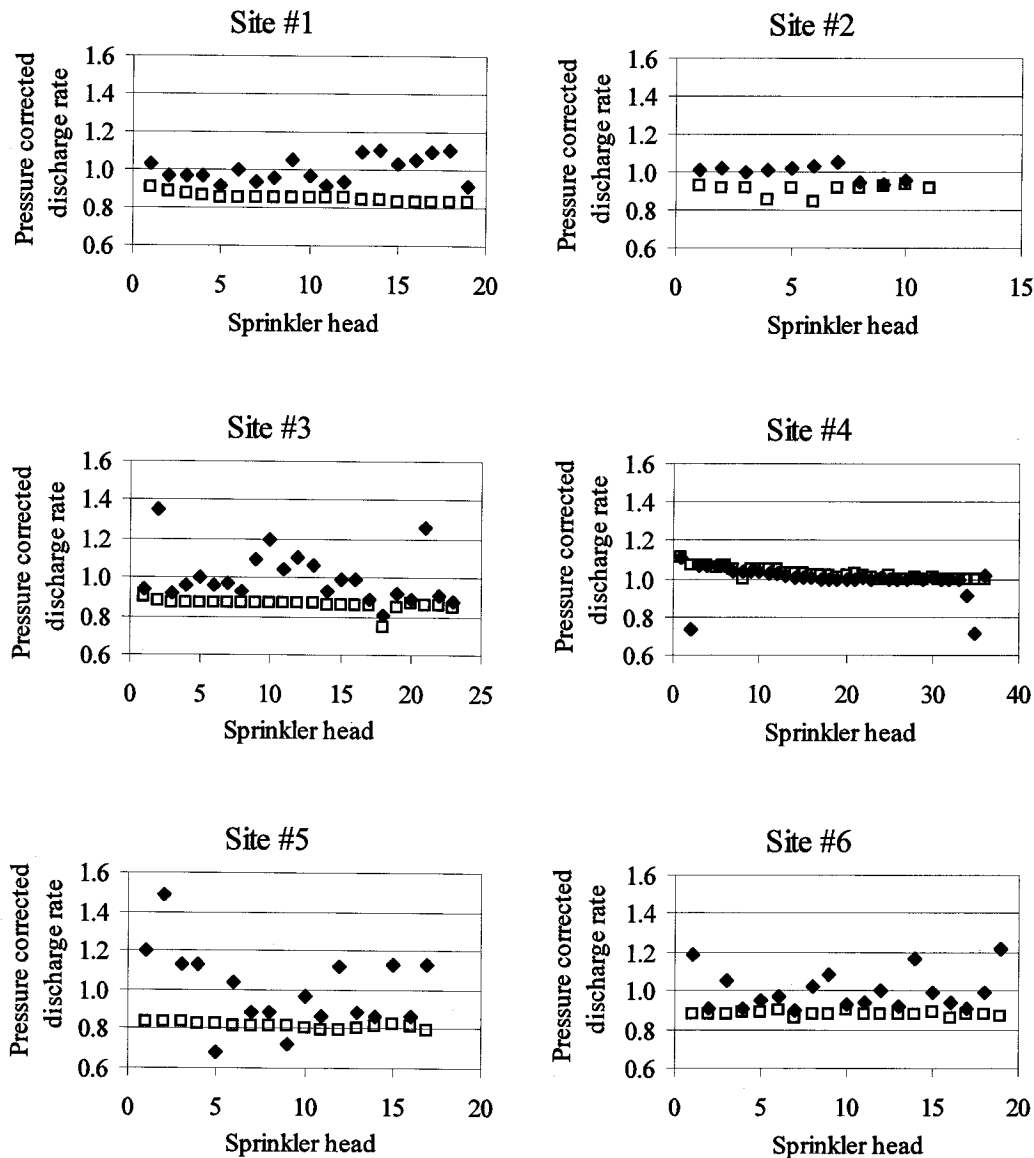 Site #1
Pressure corrected
discharge rate
1.6
1.4
1.2
1.0
0.8
0.6
0 5 10 15 20
Sprinkler head
Site #2
Pressure corrected
discharge rate
1.6
1.4
1.2
1.0
0.8
0.6
0 5 10 15
Sprinkler head
Site #3
Pressure corrected
discharge rate
1.6
1.4
1.2
1.0
0.8
0.6
0 5 10 15 20 25
Sprinkler head
Site #4
Pressure corrected
discharge rate
1.6
1.4
1.2
1.0
0.8
0.6
0 10 20 30 40
Sprinkler head
Site #5
Pressure corrected
discharge rate
1.6
1.4
1.2
1.0
0.8
0.6
0 5 10 15 20
Sprinkler head
Site #6
Pressure corrected
discharge rate
1.6
1.4
1.2
1.0
0.8
0.6
0 5 10 15 20
Sprinkler head